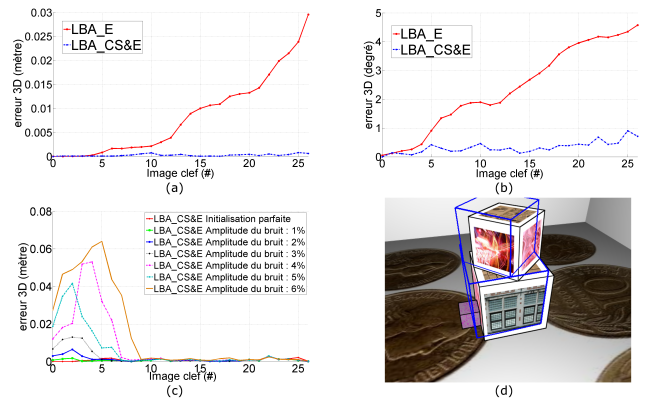 0.03
0.025
0.02
0.015
0.01
0.005
0
erreur 3D (mètre)
LBA_E
LBA_CS&E
0 5 10 15 20 25
Image clef (#)
(a)
5
4
3
2
1
0
erreur 3D (degré)
LBA_E
LBA_CS&E
0 5 10 15 20 25
Image clef (#)
(b)
0.08
0.06
0.04
0.02
0
erreur 3D (mètre)
LBA_CS&E Initialisation parfaite
LBA_CS&E Amplitude du bruit : 1%
LBA_CS&E Amplitude du bruit : 2%
LBA_CS&E Amplitude du bruit : 3%
LBA_CS&E Amplitude du bruit : 4%
LBA_CS&E Amplitude du bruit : 5%
LBA_CS&E Amplitude du bruit : 6%
0 5 10 15 20 25
Image clef (#)
(c)
(d)